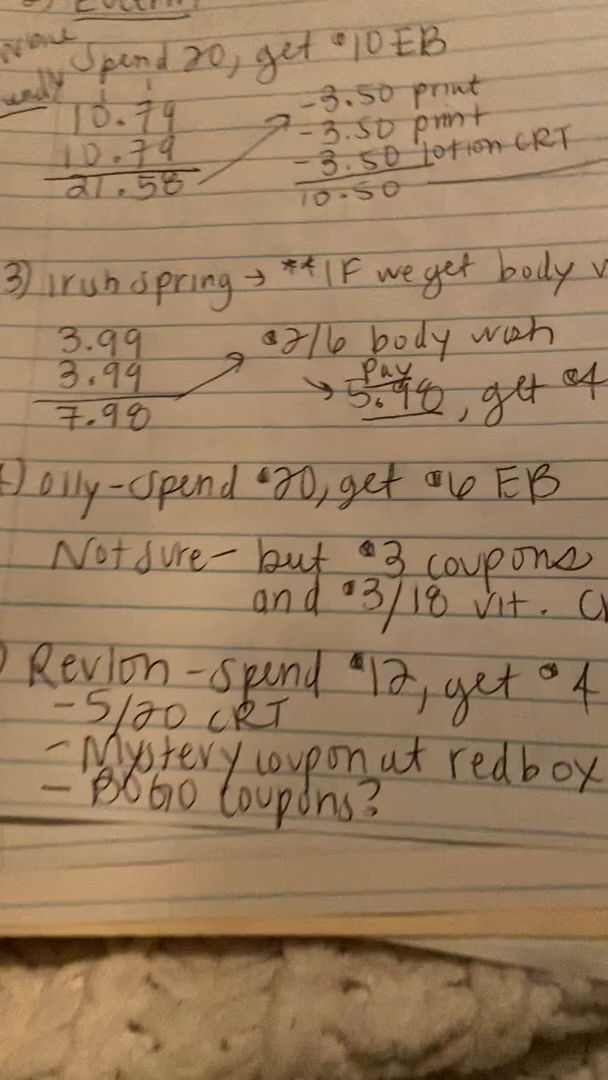 2) Eucerin
Spend 20, get $10 EB
10.79
10.79
21.58
-3.50 print
-3.50 print
-3.50 lotion CRT
10.50
3) Irish spring → **IF we get body
3.99
3.99
7.98
$2/6 body wash
Pay
5.98, get $4
Olly-Spend $20, get $6 EB
Not sure- but $3 coupons
and $3/18 vit.
Revlon-Spend $12, get $4
-5/20 CRT
-Mystery coupon at redbox
-BOGO Coupons?